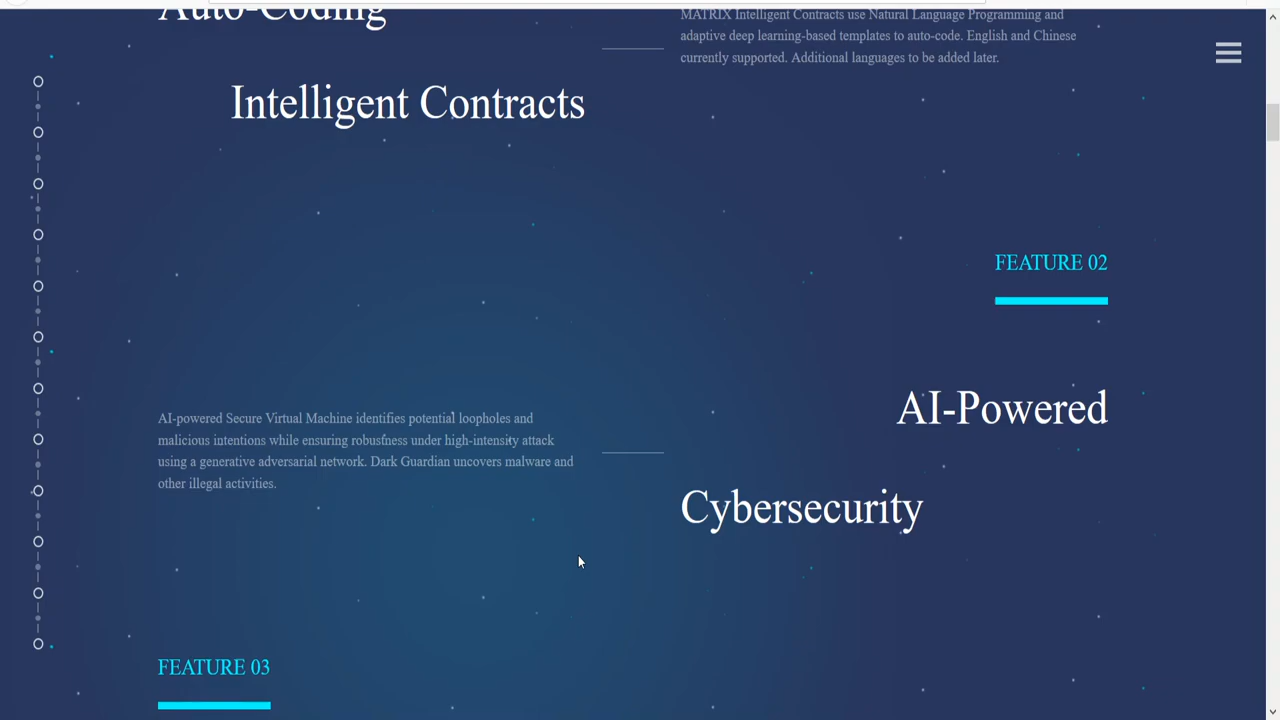 Auto-Coding
Intelligent Contracts
MATRIX Intelligent Contracts use Natural Language Programming and
adaptive deep learning-based templates to auto-code. English and Chinese
currently supported. Additional languages to be added later.
FEATURE 02
AI-Powered
Cybersecurity
AI-powered Secure Virtual Machine identifies potential loopholes and
malicious intentions while ensuring robustness under high-intensity attack
using a generative adversarial network. Dark Guardian uncovers malware and
other illegal activities.
FEATURE 03